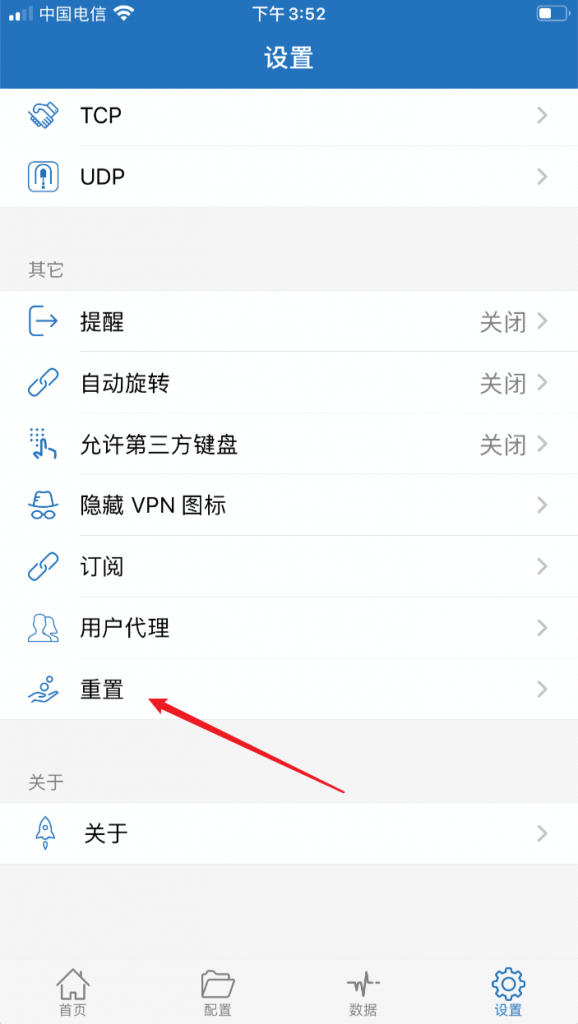 中国电信 下午3:52
设置
TCP
UDP
其它
提醒 关闭
自动旋转 关闭
允许第三方键盘 关闭
隐藏 VPN 图标
订阅
用户代理
重置
关于
关于
首页 配置 数据 设置